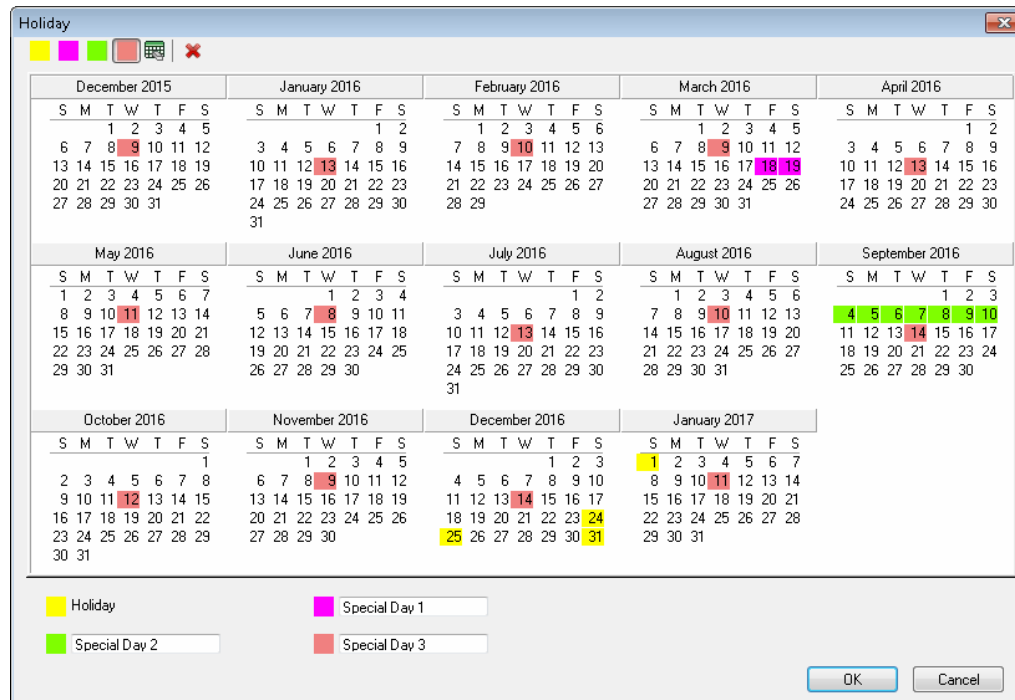 Holiday
December 2015 January 2016 February 2016 March 2016 April 2016
S M T W T F S S M T W T F S S M T W T F S S M T W T F S S M T W T F S
1 2 3 4 5 1 2 1 2 3 4 5 6 1 2 3 4 5 1 2
6 7 8 9 10 11 12 3 4 5 6 7 8 9 7 8 9 10 11 12 13 6 7 8 9 10 11 12 3 4 5 6 7 8 9
13 14 15 16 17 18 19 10 11 12 13 14 15 16 14 15 16 17 18 19 20 13 14 15 16 17 18 19 10 11 12 13 14 15 16
20 21 22 23 24 25 26 17 18 19 20 21 22 23 21 22 23 24 25 26 27 20 21 22 23 24 25 26 17 18 19 20 21 22 23
27 28 29 30 31 24 25 26 27 28 29 30 28 29 27 28 29 30 31 24 25 26 27 28 29 30
31
May 2016 June 2016 July 2016 August 2016 September 2016
S M T W T F S S M T W T F S S M T W T F S S M T W T F S S M T W T F S
1 2 3 4 5 6 7 1 2 3 4 1 2 1 2 3 4 5 6 1 2 3
8 9 10 11 12 13 14 5 6 7 8 9 10 11 3 4 5 6 7 8 9 7 8 9 10 11 12 13 4 5 6 7 8 9 10
15 16 17 18 19 20 21 12 13 14 15 16 17 18 10 11 12 13 14 15 16 14 15 16 17 18 19 20 11 12 13 14 15 16 17
22 23 24 25 26 27 28 19 20 21 22 23 24 25 17 18 19 20 21 22 23 21 22 23 24 25 26 27 18 19 20 21 22 23 24
29 30 31 26 27 28 29 30 24 25 26 27 28 29 30 28 29 30 31 25 26 27 28 29 30
31
October 2016 November 2016 December 2016 January 2017
S M T W T F S S M T W T F S S M T W T F S S M T W T F S
1 1 2 3 4 5 1 2 3 1 2 3 4 5 6 7
2 3 4 5 6 7 8 6 7 8 9 10 11 12 4 5 6 7 8 9 10 8 9 10 11 12 13 14
9 10 11 12 13 14 15 13 14 15 16 17 18 19 11 12 13 14 15 16 17 15 16 17 18 19 20 21
16 17 18 19 20 21 22 20 21 22 23 24 25 26 18 19 20 21 22 23 24 22 23 24 25 26 27 28
23 24 25 26 27 28 29 27 28 29 30 25 26 27 28 29 30 31 29 30 31
30 31
Holiday Special Day 1
Special Day 2 Special Day 3
OK Cancel